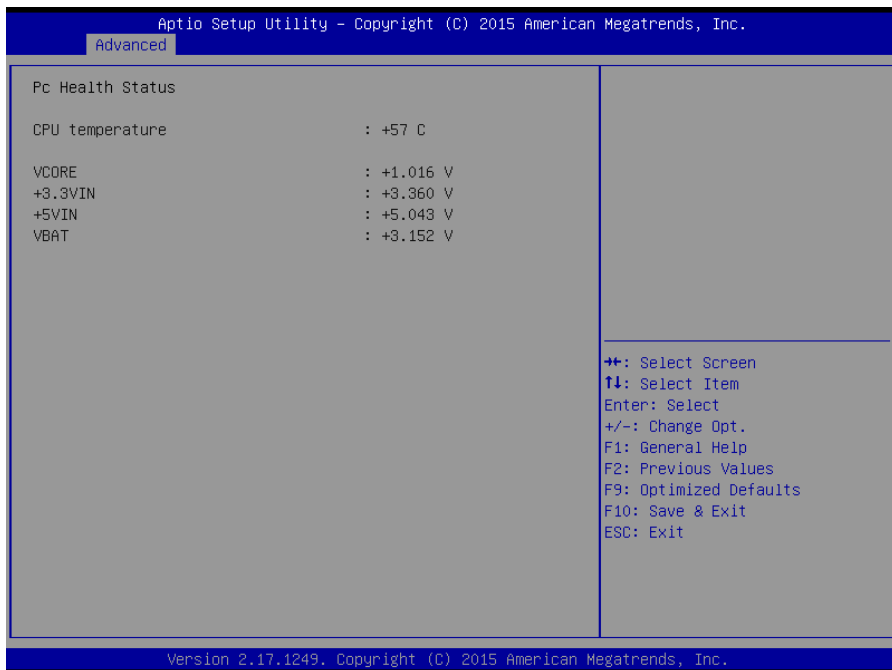 Aptio Setup Utility – Copyright (C) 2015 American Megatrends, Inc.
Advanced
Pc Health Status
CPU temperature : +57 C
VCORE : +1.016 V
+3.3VIN : +3.360 V
+5VIN : +5.043 V
VBAT : +3.152 V
→←: Select Screen
↑↓: Select Item
Enter: Select
+/-: Change Opt.
F1: General Help
F2: Previous Values
F9: Optimized Defaults
F10: Save & Exit
ESC: Exit
Version 2.17.1249. Copyright (C) 2015 American Megatrends, Inc.